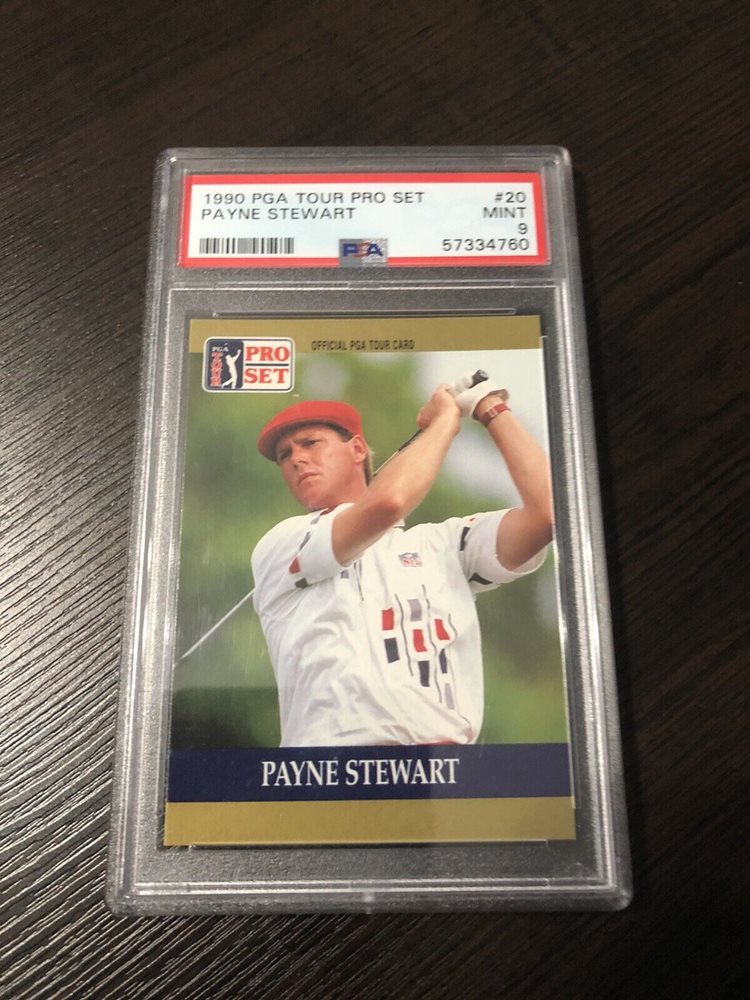 1990 PGA TOUR PRO SET #20
PAYNE STEWART MINT
9
PSA 57334760
PGA TOUR PRO SET
OFFICIAL PGA TOUR CARD
NFL
PAYNE STEWART